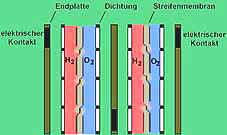 Endplatte
Dichtung
Streifenmembran
elektrischer
Kontakt
elektrischer
Kontakt
H2
O2
H2
O2